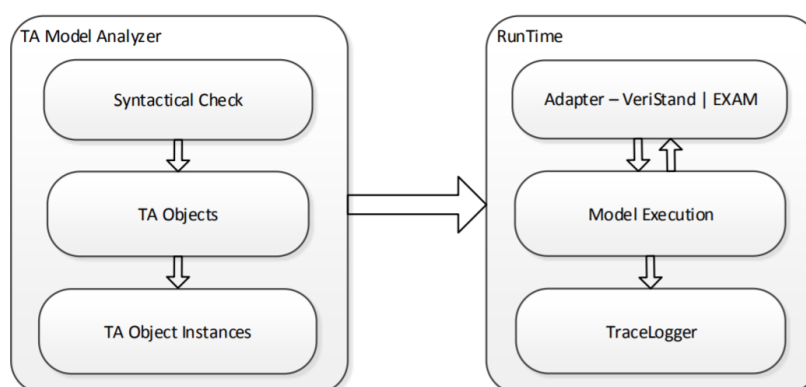 TA Model Analyzer
Syntactical Check
TA Objects
TA Object Instances
RunTime
Adapter – VeriStand | EXAM
Model Execution
TraceLogger